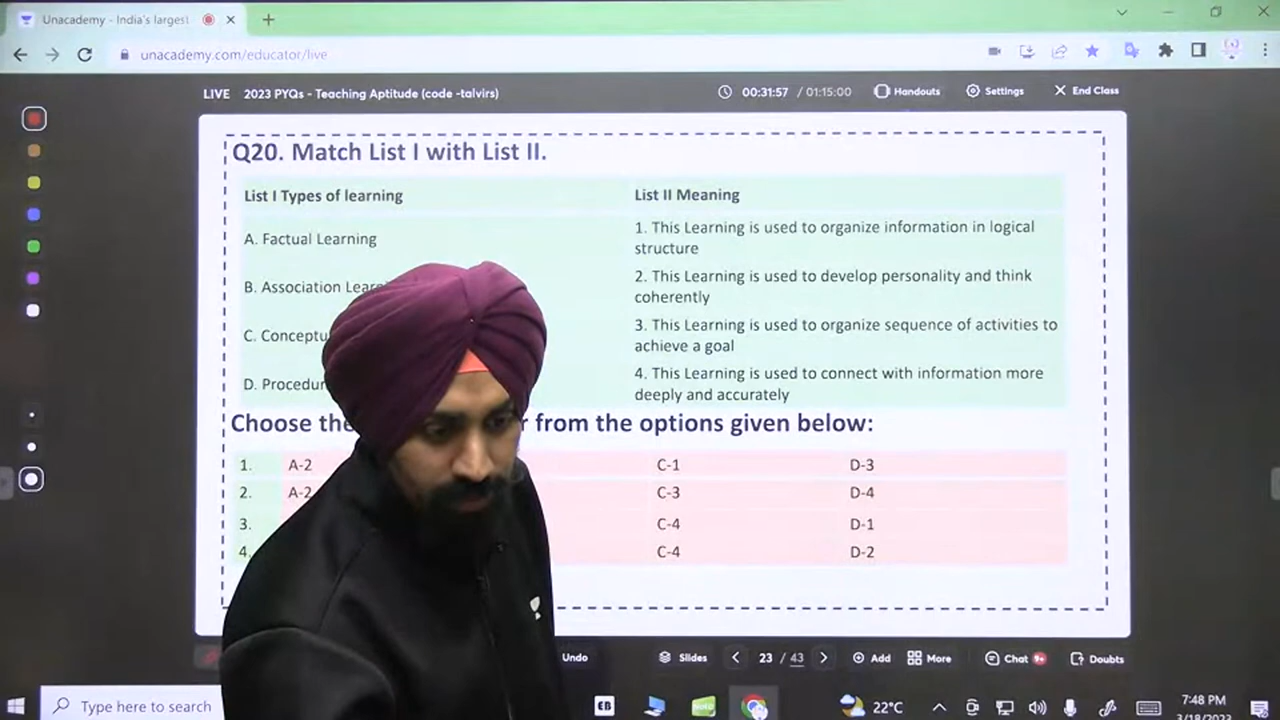 Unacademy - India's largest
unacademy.com/educator/live
LIVE 2023 PYQs - Teaching Aptitude (code -talvirs) 00:31:57 / 01:15:00 Handouts Settings End Class
Q20. Match List I with List II.
List I Types of learning List II Meaning
A. Factual Learning 1. This Learning is used to organize information in logical
structure
B. Association 2. This Learning is used to develop personality and think
coherently
C. 3. This Learning is used to organize sequence of activities to
achieve a goal
D. 4. This Learning is used to connect with information more
deeply and accurately
Choose the from the options given below:
1. A-2 C-1 D-3
2. A-2 C-3 D-4
3. C-4 D-1
4. C-4 D-2
Undo Slides 23 / 43 Add More Chat 9+ Doubts
Type here to search EB 22°C 7:48 PM